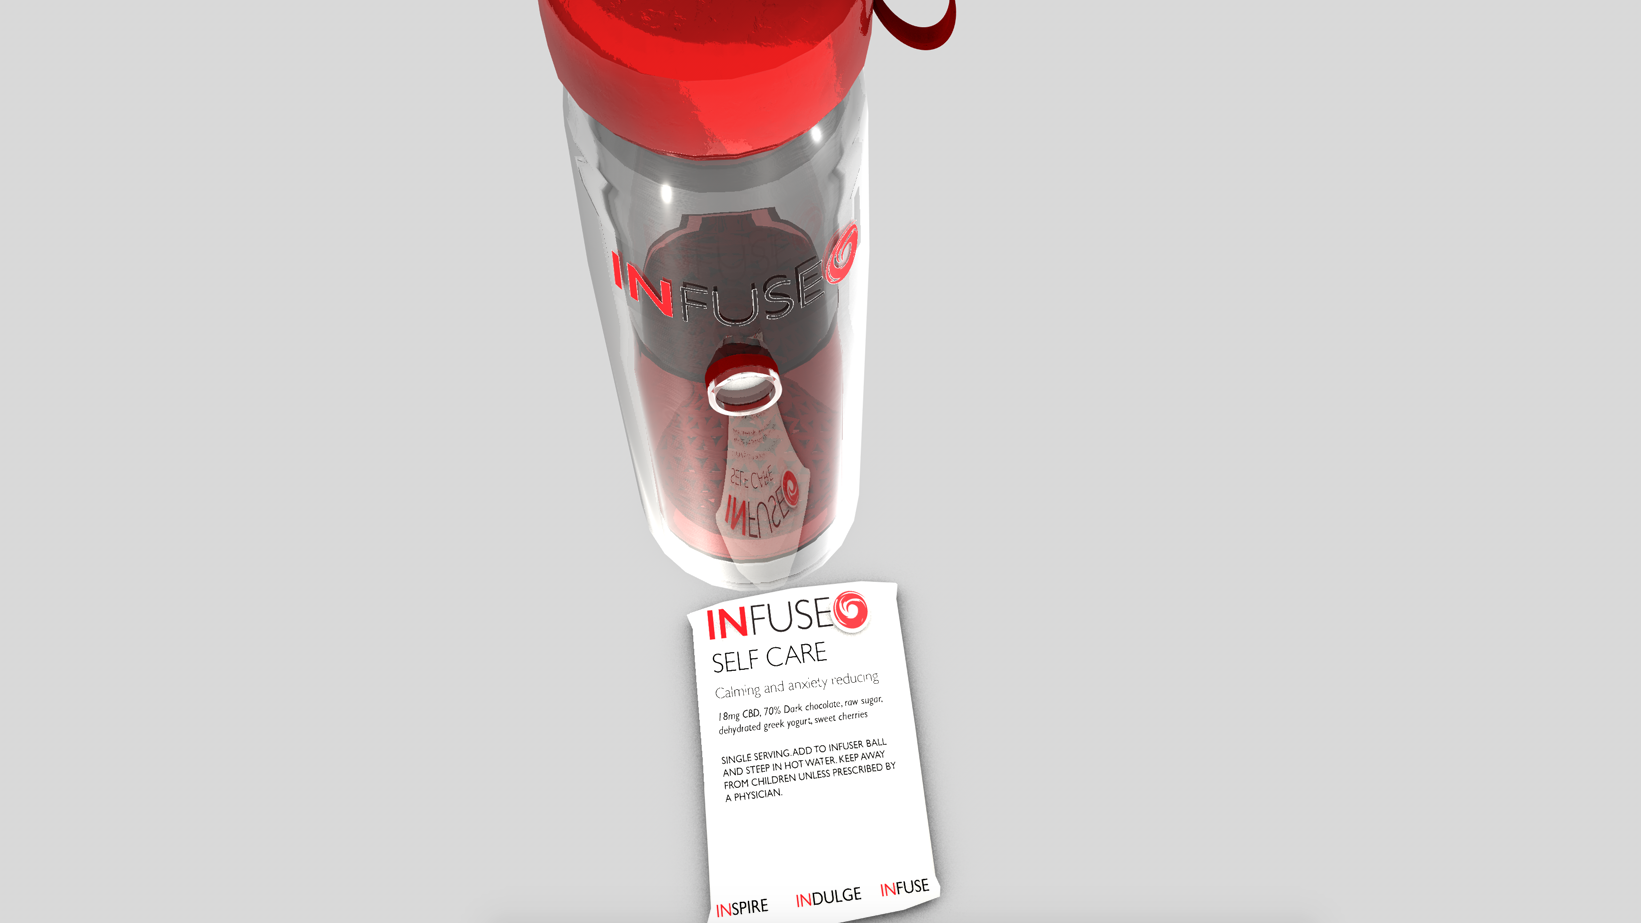 INFUSE
INFUSE
SELF CARE
Calming and anxiety reducing
18mg CBD, 70% Dark chocolate, raw sugar,
dehydrated greek yogurt, sweet cherries
SINGLE SERVING. ADD TO INFUSER BALL
AND STEEP IN HOT WATER. KEEP AWAY
FROM CHILDREN UNLESS PRESCRIBED BY
A PHYSICIAN.
INSPIRE INDULGE INFUSE